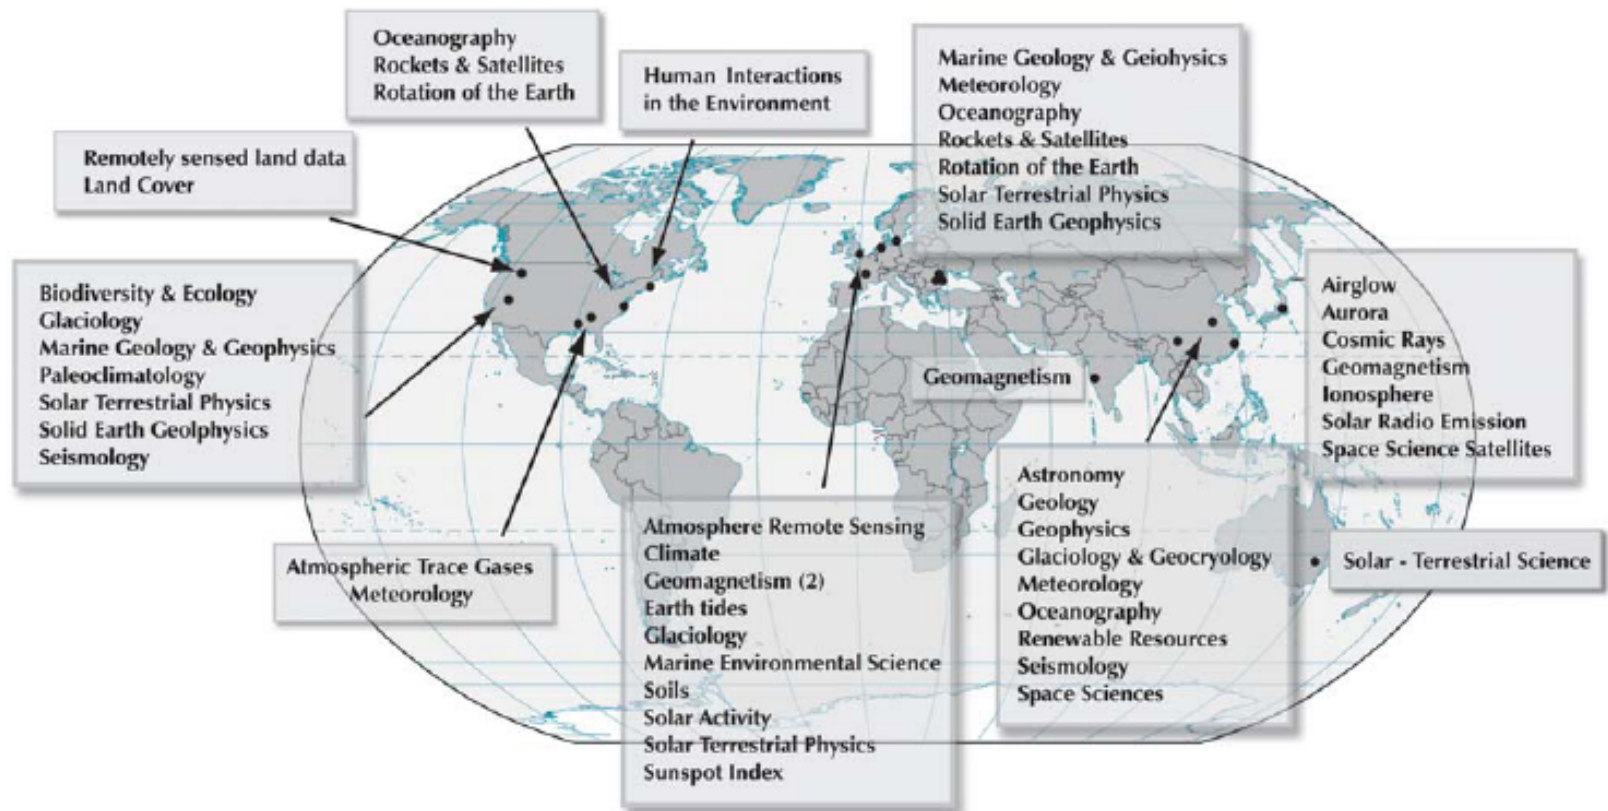 Oceanography
Rockets & Satellites
Rotation of the Earth
Human Interactions
in the Environment
Marine Geology & Geiohysics
Meteorology
Oceanography
Rockets & Satellites
Rotation of the Earth
Solar Terrestrial Physics
Solid Earth Geophysics
Remotely sensed land data
Land Cover
Biodiversity & Ecology
Glaciology
Marine Geology & Geophysics
Paleoclimatology
Solar Terrestrial Physics
Solid Earth Geolphysics
Seismology
Airglow
Aurora
Cosmic Rays
Geomagnetism
Ionosphere
Solar Radio Emission
Space Science Satellites
Geomagnetism
Atmospheric Trace Gases
Meteorology
Atmosphere Remote Sensing
Climate
Geomagnetism (2)
Earth tides
Glaciology
Marine Environmental Science
Soils
Solar Activity
Solar Terrestrial Physics
Sunspot Index
Astronomy
Geology
Geophysics
Glaciology & Geocryology
Meteorology
Oceanography
Renewable Resources
Seismology
Space Sciences
Solar - Terrestrial Science